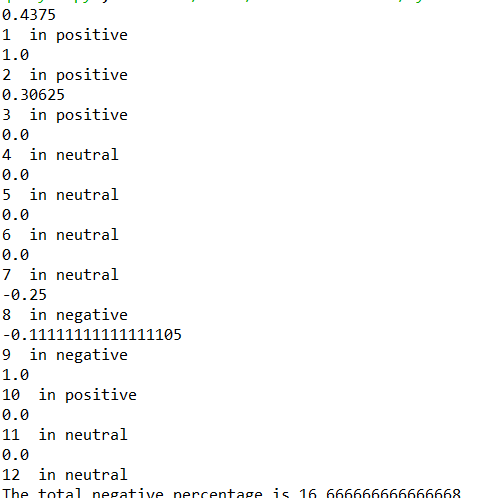 0.4375
1  in positive
1.0
2  in positive
0.30625
3  in positive
0.0
4  in neutral
0.0
5  in neutral
0.0
6  in neutral
0.0
7  in neutral
-0.25
8  in negative
-0.11111111111111105
9  in negative
1.0
10  in positive
0.0
11  in neutral
0.0
12  in neutral
The total negative percentage is 16.666666666666668